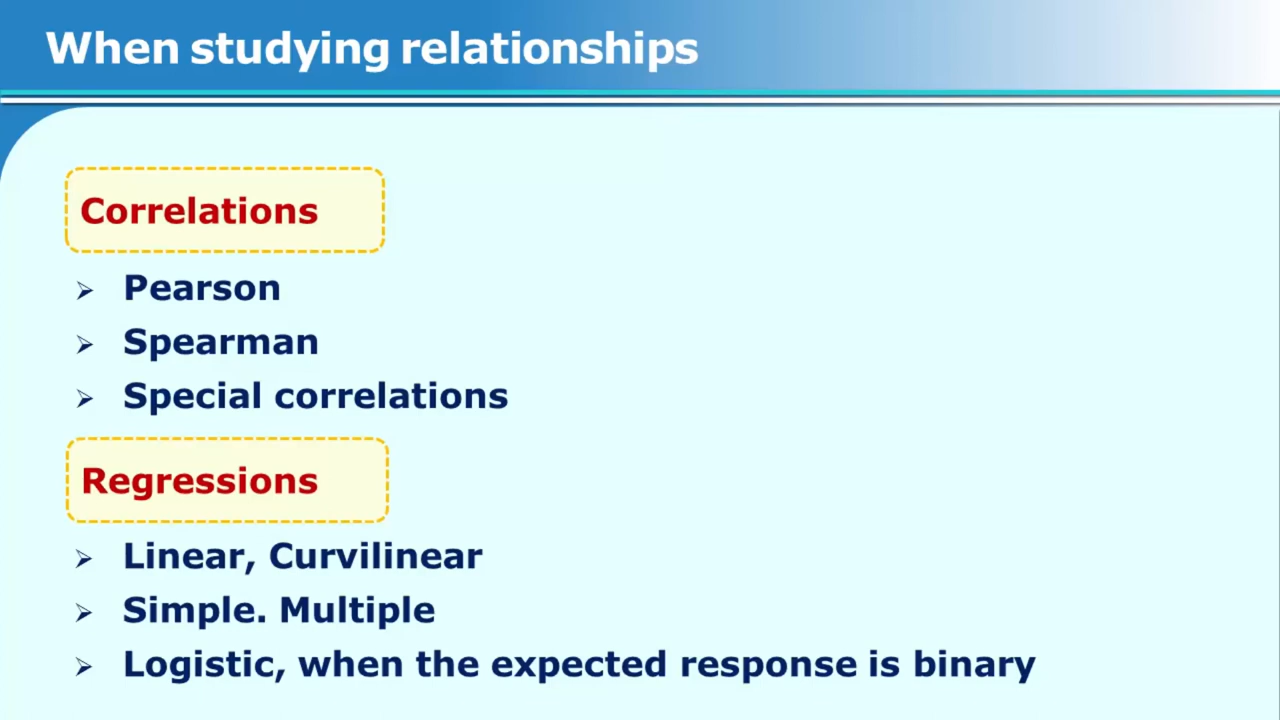 When studying relationships
Correlations
➢ Pearson
➢ Spearman
➢ Special correlations
Regressions
➢ Linear, Curvilinear
➢ Simple. Multiple
➢ Logistic, when the expected response is binary